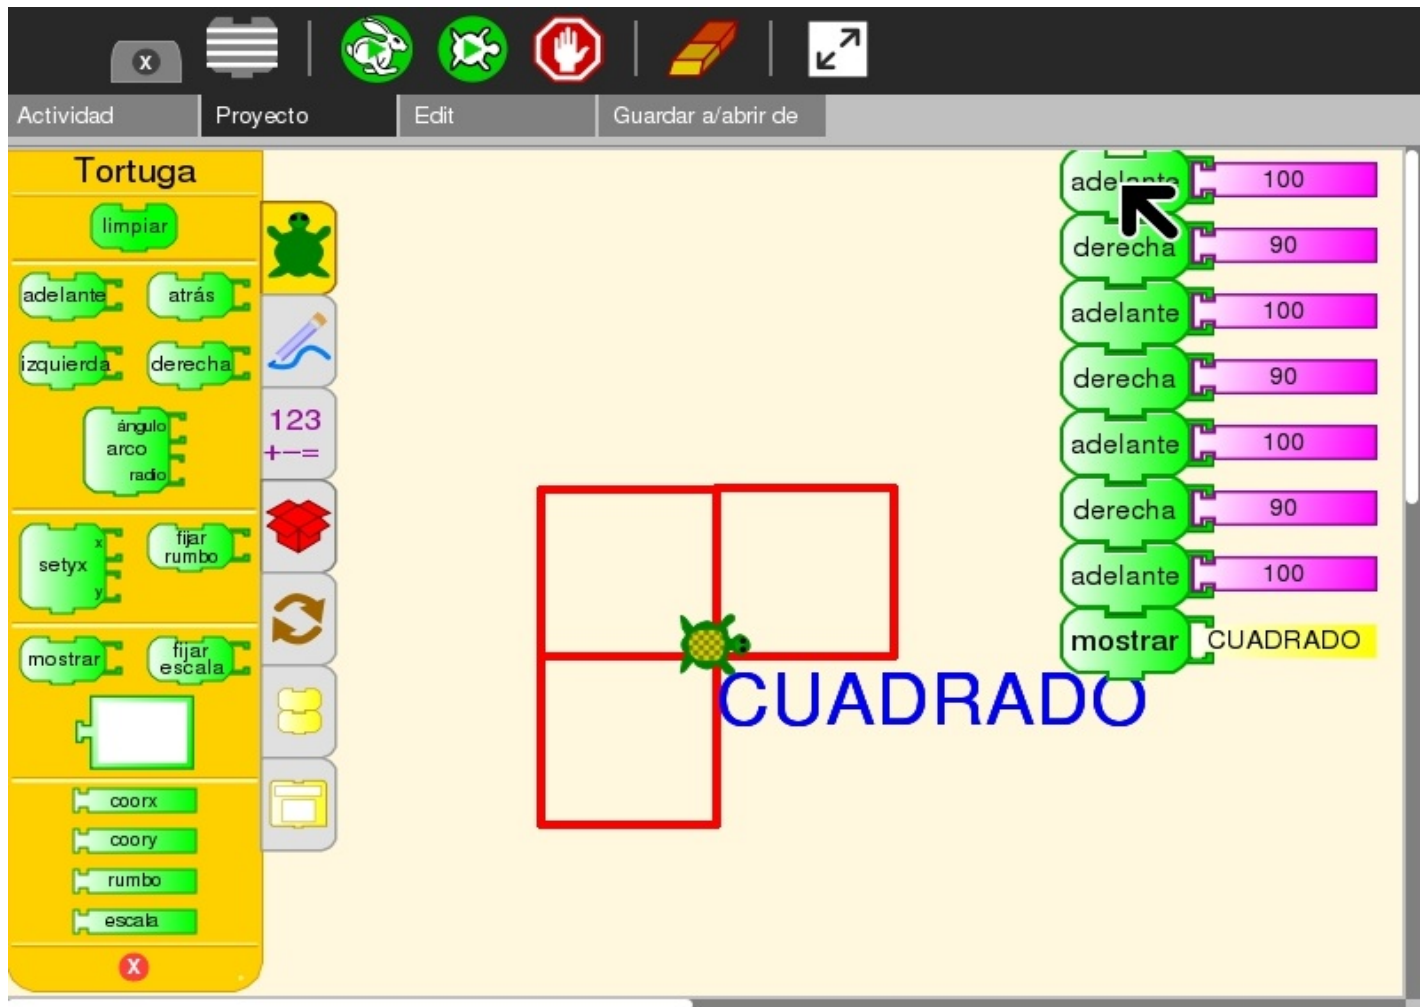 X
Actividad Proyecto Edit Guardar a/abrir de
Tortuga
limpiar
adelante atrás
izquierda derecha
ángulo
arco
radio
x
setyx
y
fijar
rumbo
mostrar
fijar
escala
coorx
coory
rumbo
escala
X
123
+−=
CUADRADO
adelante 100
derecha 90
adelante 100
derecha 90
adelante 100
derecha 90
adelante 100
mostrar CUADRADO